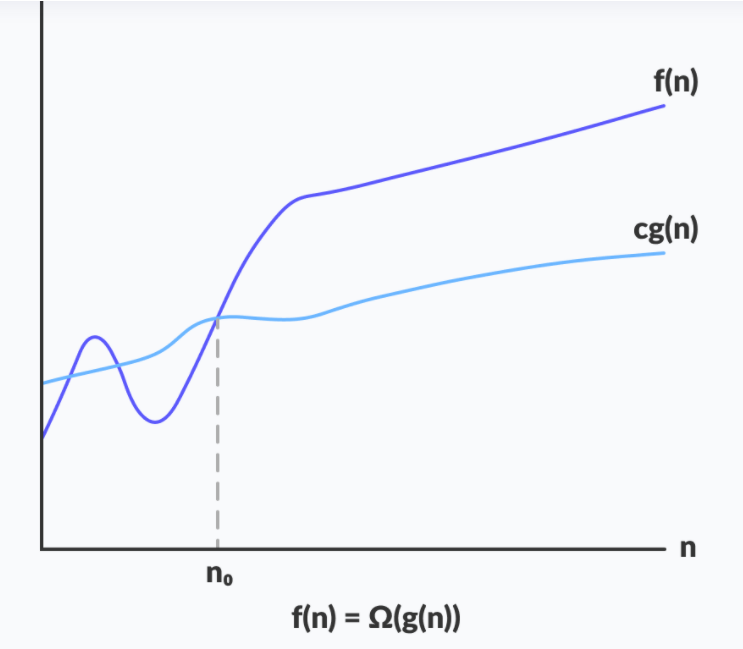 f(n)
cg(n)
n
n₀
f(n) = Ω(g(n))